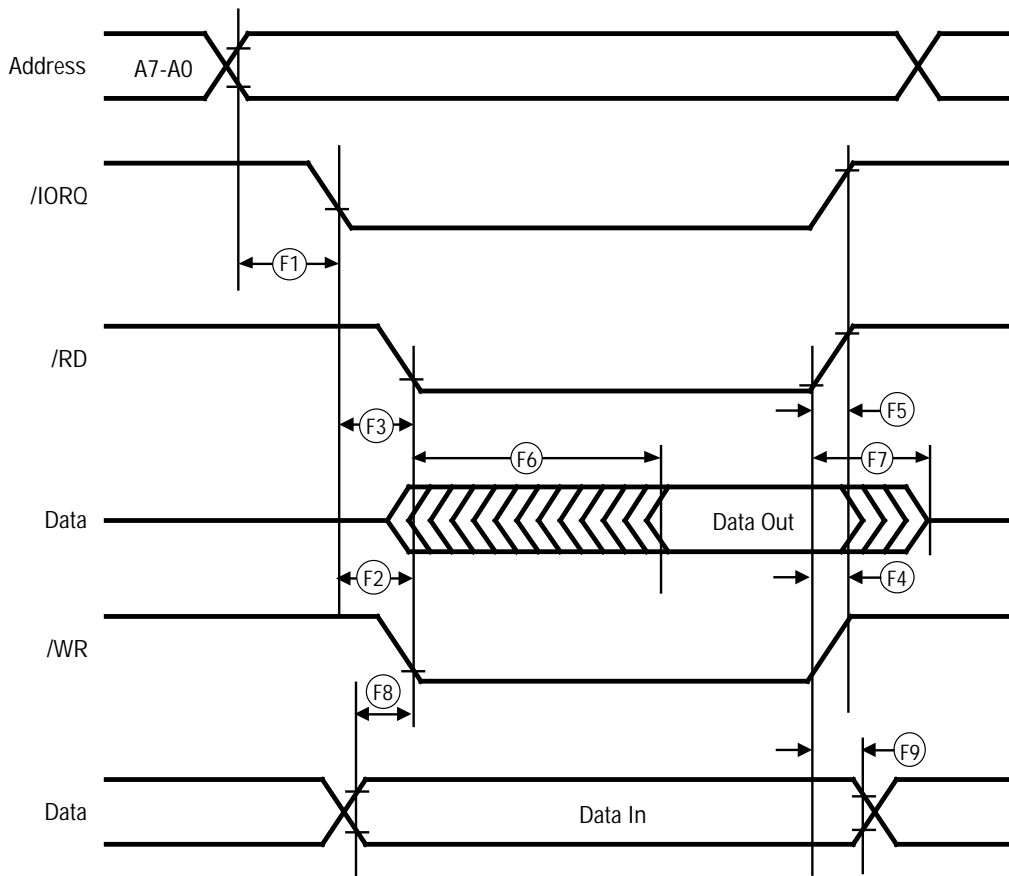 Address A7-A0
/IORQ
F1
/RD
F3 F5
F6 F7
Data Data Out
F2 F4
/WR
F8
F9
Data Data In